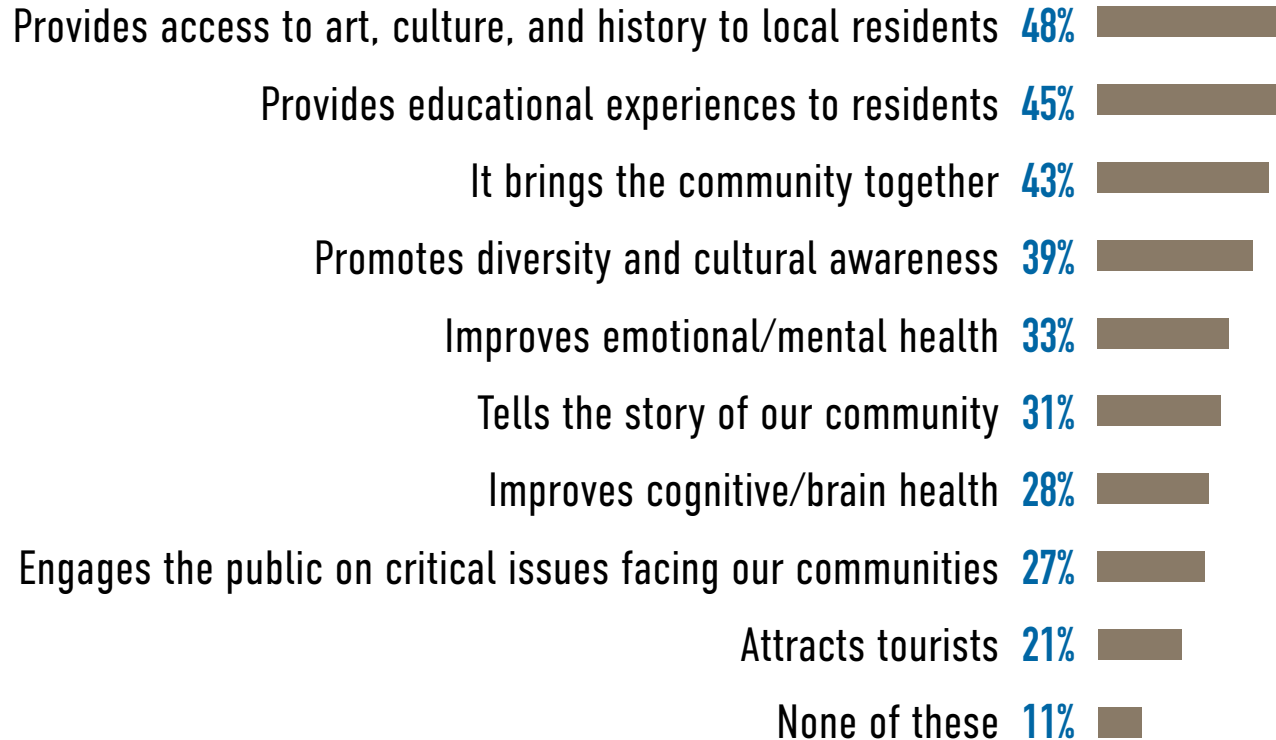 Provides access to art, culture, and history to local residents 48%
Provides educational experiences to residents 45%
It brings the community together 43%
Promotes diversity and cultural awareness 39%
Improves emotional/mental health 33%
Tells the story of our community 31%
Improves cognitive/brain health 28%
Engages the public on critical issues facing our communities 27%
Attracts tourists 21%
None of these 11%